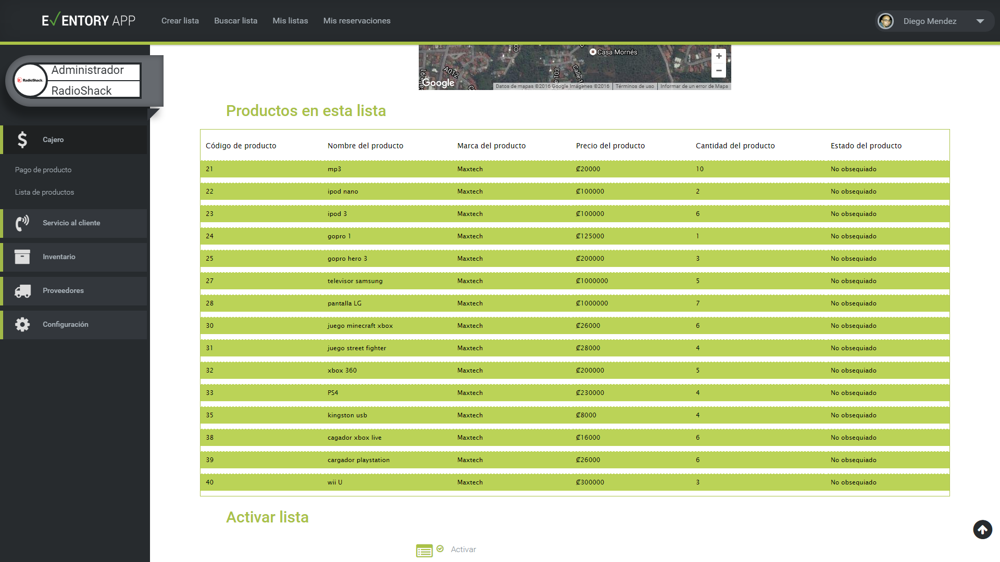 E✓ENTORY APP
Crear lista
Buscar lista
Mis listas
Mis reservaciones
Diego Mendez
RadioShack.
Administrador
RadioShack
Cajero
Pago de producto
Lista de productos
Servicio al cliente
Inventario
Proveedores
Configuración
Casa Mornés
A012
Google
Datos de mapas ©2016 Google Imágenes ©2016
Términos de uso
Informar de un error de Maps
Productos en esta lista
Código de producto Nombre del producto Marca del producto Precio del producto Cantidad del producto Estado del producto
21 mp3 Maxtech ₡20000 10 No obsequiado
22 ipod nano Maxtech ₡100000 2 No obsequiado
23 ipod 3 Maxtech ₡100000 6 No obsequiado
24 gopro 1 Maxtech ₡125000 1 No obsequiado
25 gopro hero 3 Maxtech ₡200000 3 No obsequiado
27 televisor samsung Maxtech ₡1000000 5 No obsequiado
28 pantalla LG Maxtech ₡1000000 7 No obsequiado
30 juego minecraft xbox Maxtech ₡26000 6 No obsequiado
31 juego street fighter Maxtech ₡28000 4 No obsequiado
32 xbox 360 Maxtech ₡200000 5 No obsequiado
33 PS4 Maxtech ₡230000 4 No obsequiado
35 kingston usb Maxtech ₡8000 4 No obsequiado
38 cagador xbox live Maxtech ₡16000 6 No obsequiado
39 cargador playstation Maxtech ₡26000 6 No obsequiado
40 wii U Maxtech ₡300000 3 No obsequiado
Activar lista
Activar